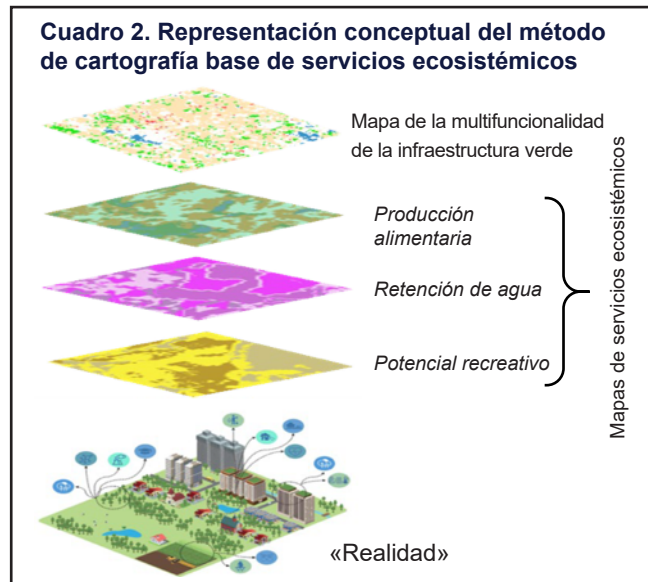 Cuadro 2. Representación conceptual del método
de cartografía base de servicios ecosistémicos
Mapa de la multifuncionalidad
de la infraestructura verde
Producción
alimentaria
Retención de agua
Potencial recreativo
Mapas de servicios ecosistémicos
«Realidad»